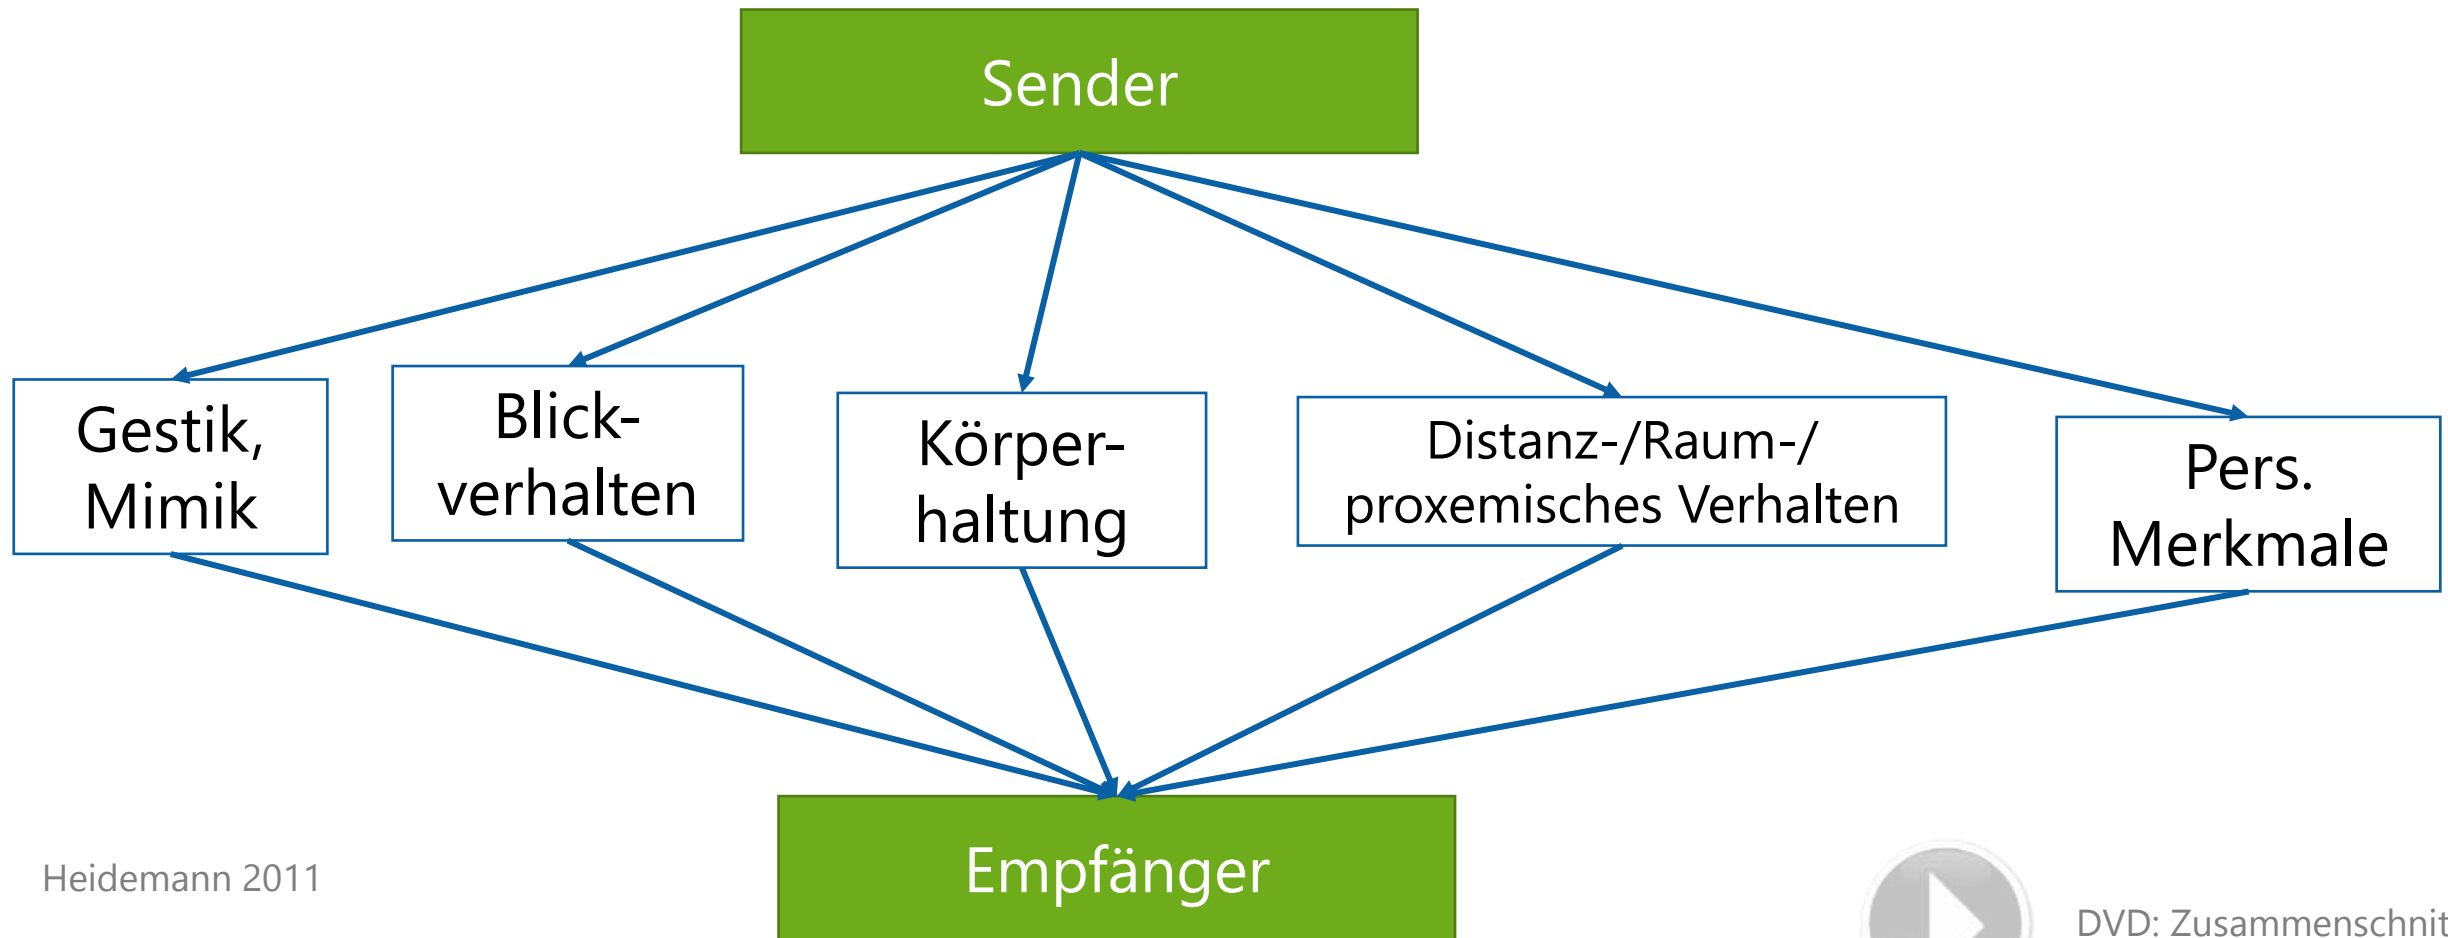 Sender
Gestik,
Mimik
Blick-
verhalten
Körper-
haltung
Distanz-/Raum-/
proxemisches Verhalten
Pers.
Merkmale
Empfänger
Heidemann 2011
DVD: Zusammenschnit